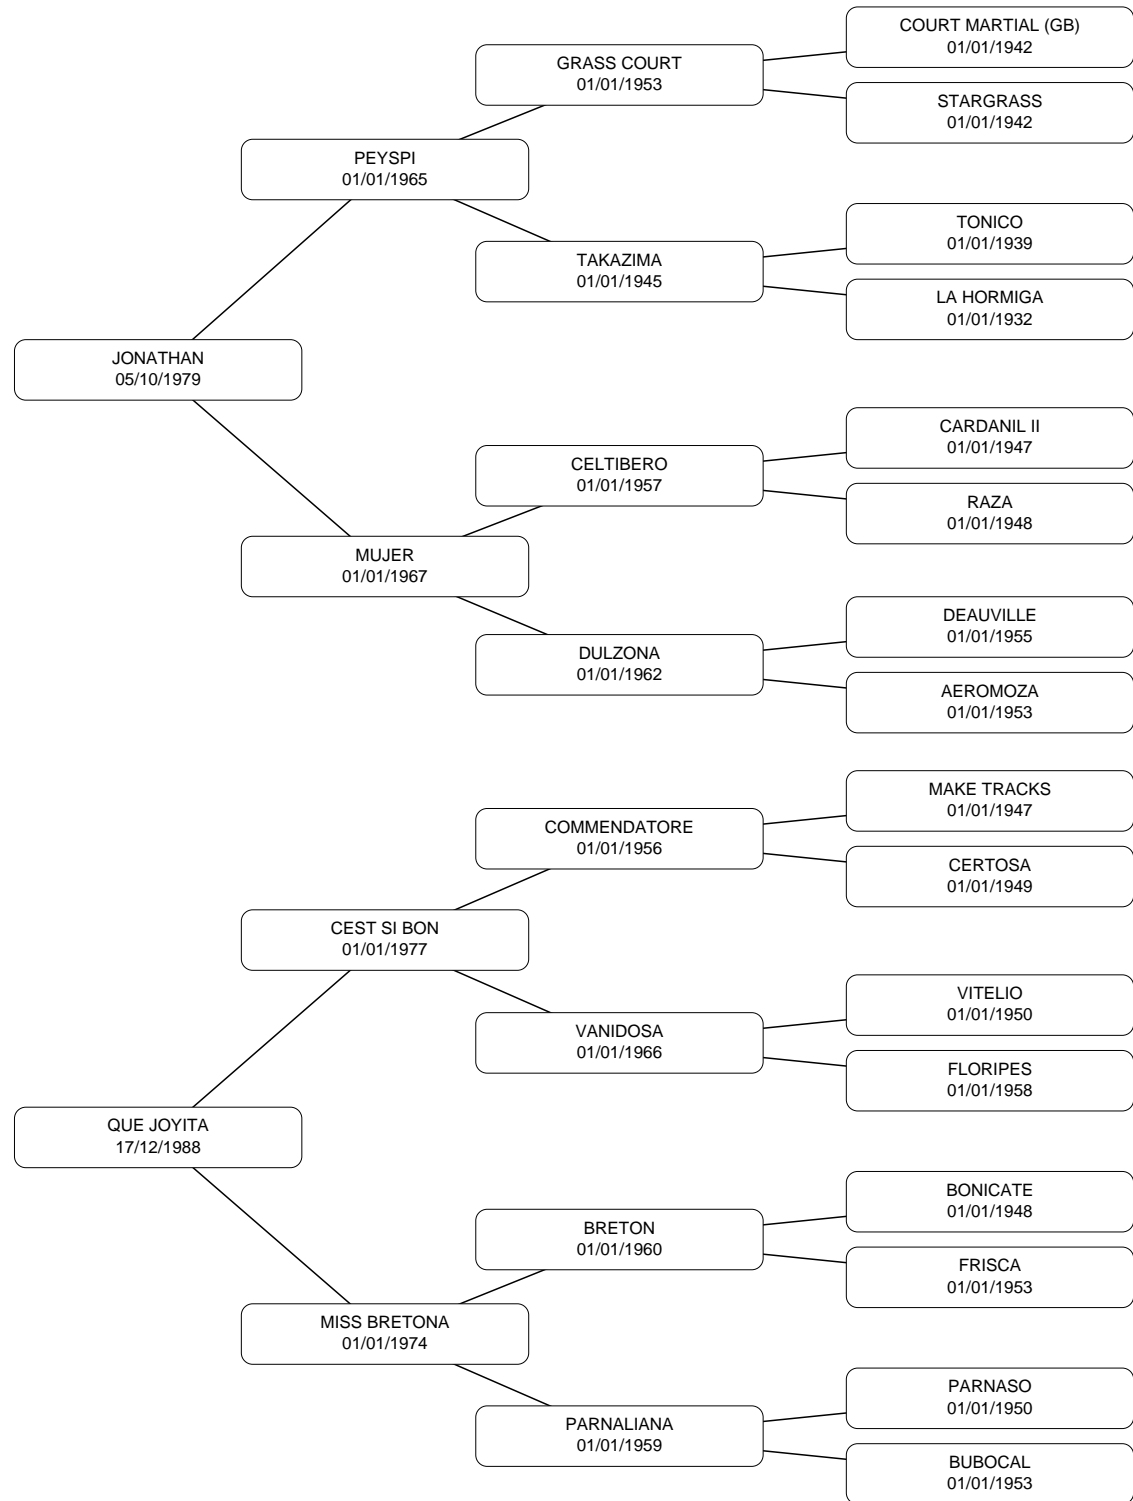 COURT MARTIAL (GB)
01/01/1942
GRASS COURT
01/01/1953
STARGRASS
01/01/1942
PEYSPI
01/01/1965
TONICO
01/01/1939
TAKAZIMA
01/01/1945
LA HORMIGA
01/01/1932
JONATHAN
05/10/1979
CARDANIL II
01/01/1947
CELTIBERO
01/01/1957
RAZA
01/01/1948
MUJER
01/01/1967
DEAUVILLE
01/01/1955
DULZONA
01/01/1962
AEROMOZA
01/01/1953
MAKE TRACKS
01/01/1947
COMMENDATORE
01/01/1956
CERTOSA
01/01/1949
CEST SI BON
01/01/1977
VITELIO
01/01/1950
VANIDOSA
01/01/1966
FLORIPES
01/01/1958
QUE JOYITA
17/12/1988
BONICATE
01/01/1948
BRETON
01/01/1960
FRISCA
01/01/1953
MISS BRETONA
01/01/1974
PARNASO
01/01/1950
PARNALIANA
01/01/1959
BUBOCAL
01/01/1953